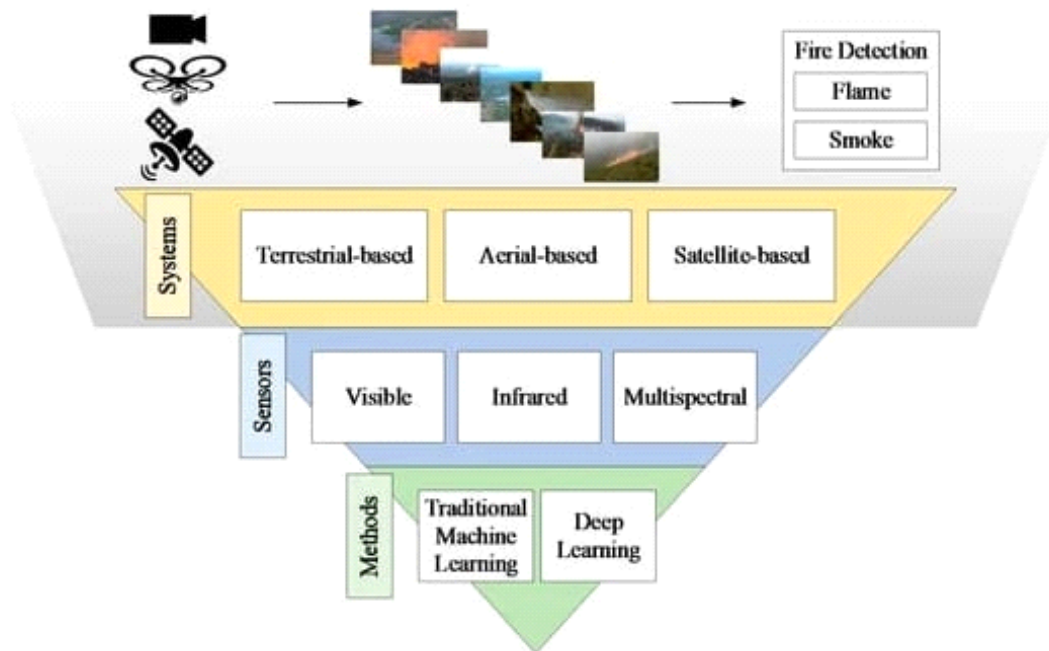 Fire Detection
Flame
Smoke
Systems
Terrestrial-based
Aerial-based
Satellite-based
Sensors
Visible
Infrared
Multispectral
Methods
Traditional
Machine
Learning
Deep
Learning